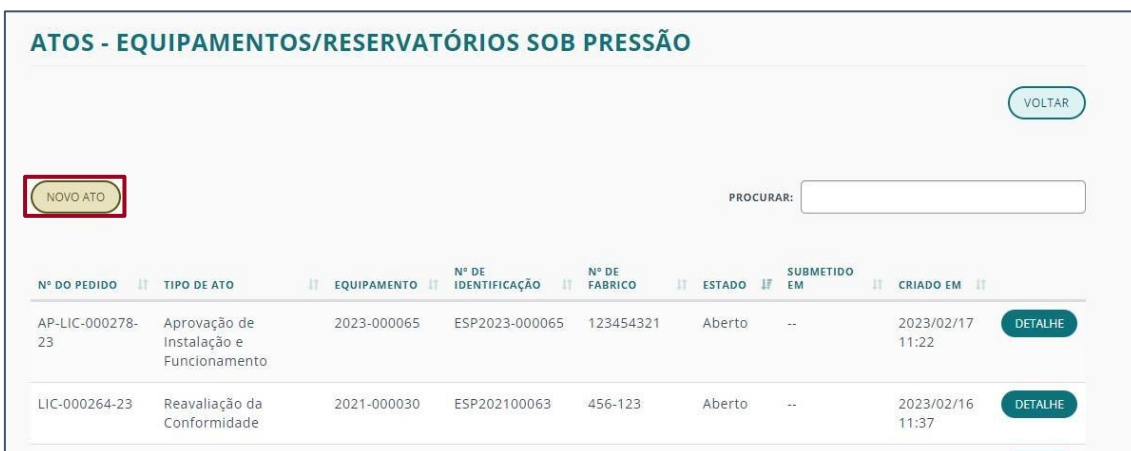 ATOS - EQUIPAMENTOS/RESERVATÓRIOS SOB PRESSÃO
VOLTAR
NOVO ATO
PROCURAR:
Nº DO PEDIDO TIPO DE ATO EQUIPAMENTO Nº DE IDENTIFICAÇÃO Nº DE FABRICO ESTADO SUBMETIDO EM CRIADO EM
AP-LIC-000278- Aprovação de 2023-000065 ESP2023-000065 123454321 Aberto -- 2023/02/17 DETALHE
23 Instalação e 11:22
Funcionamento
LIC-000264-23 Reavaliação da 2021-000030 ESP202100063 456-123 Aberto -- 2023/02/16 DETALHE
Conformidade 11:37